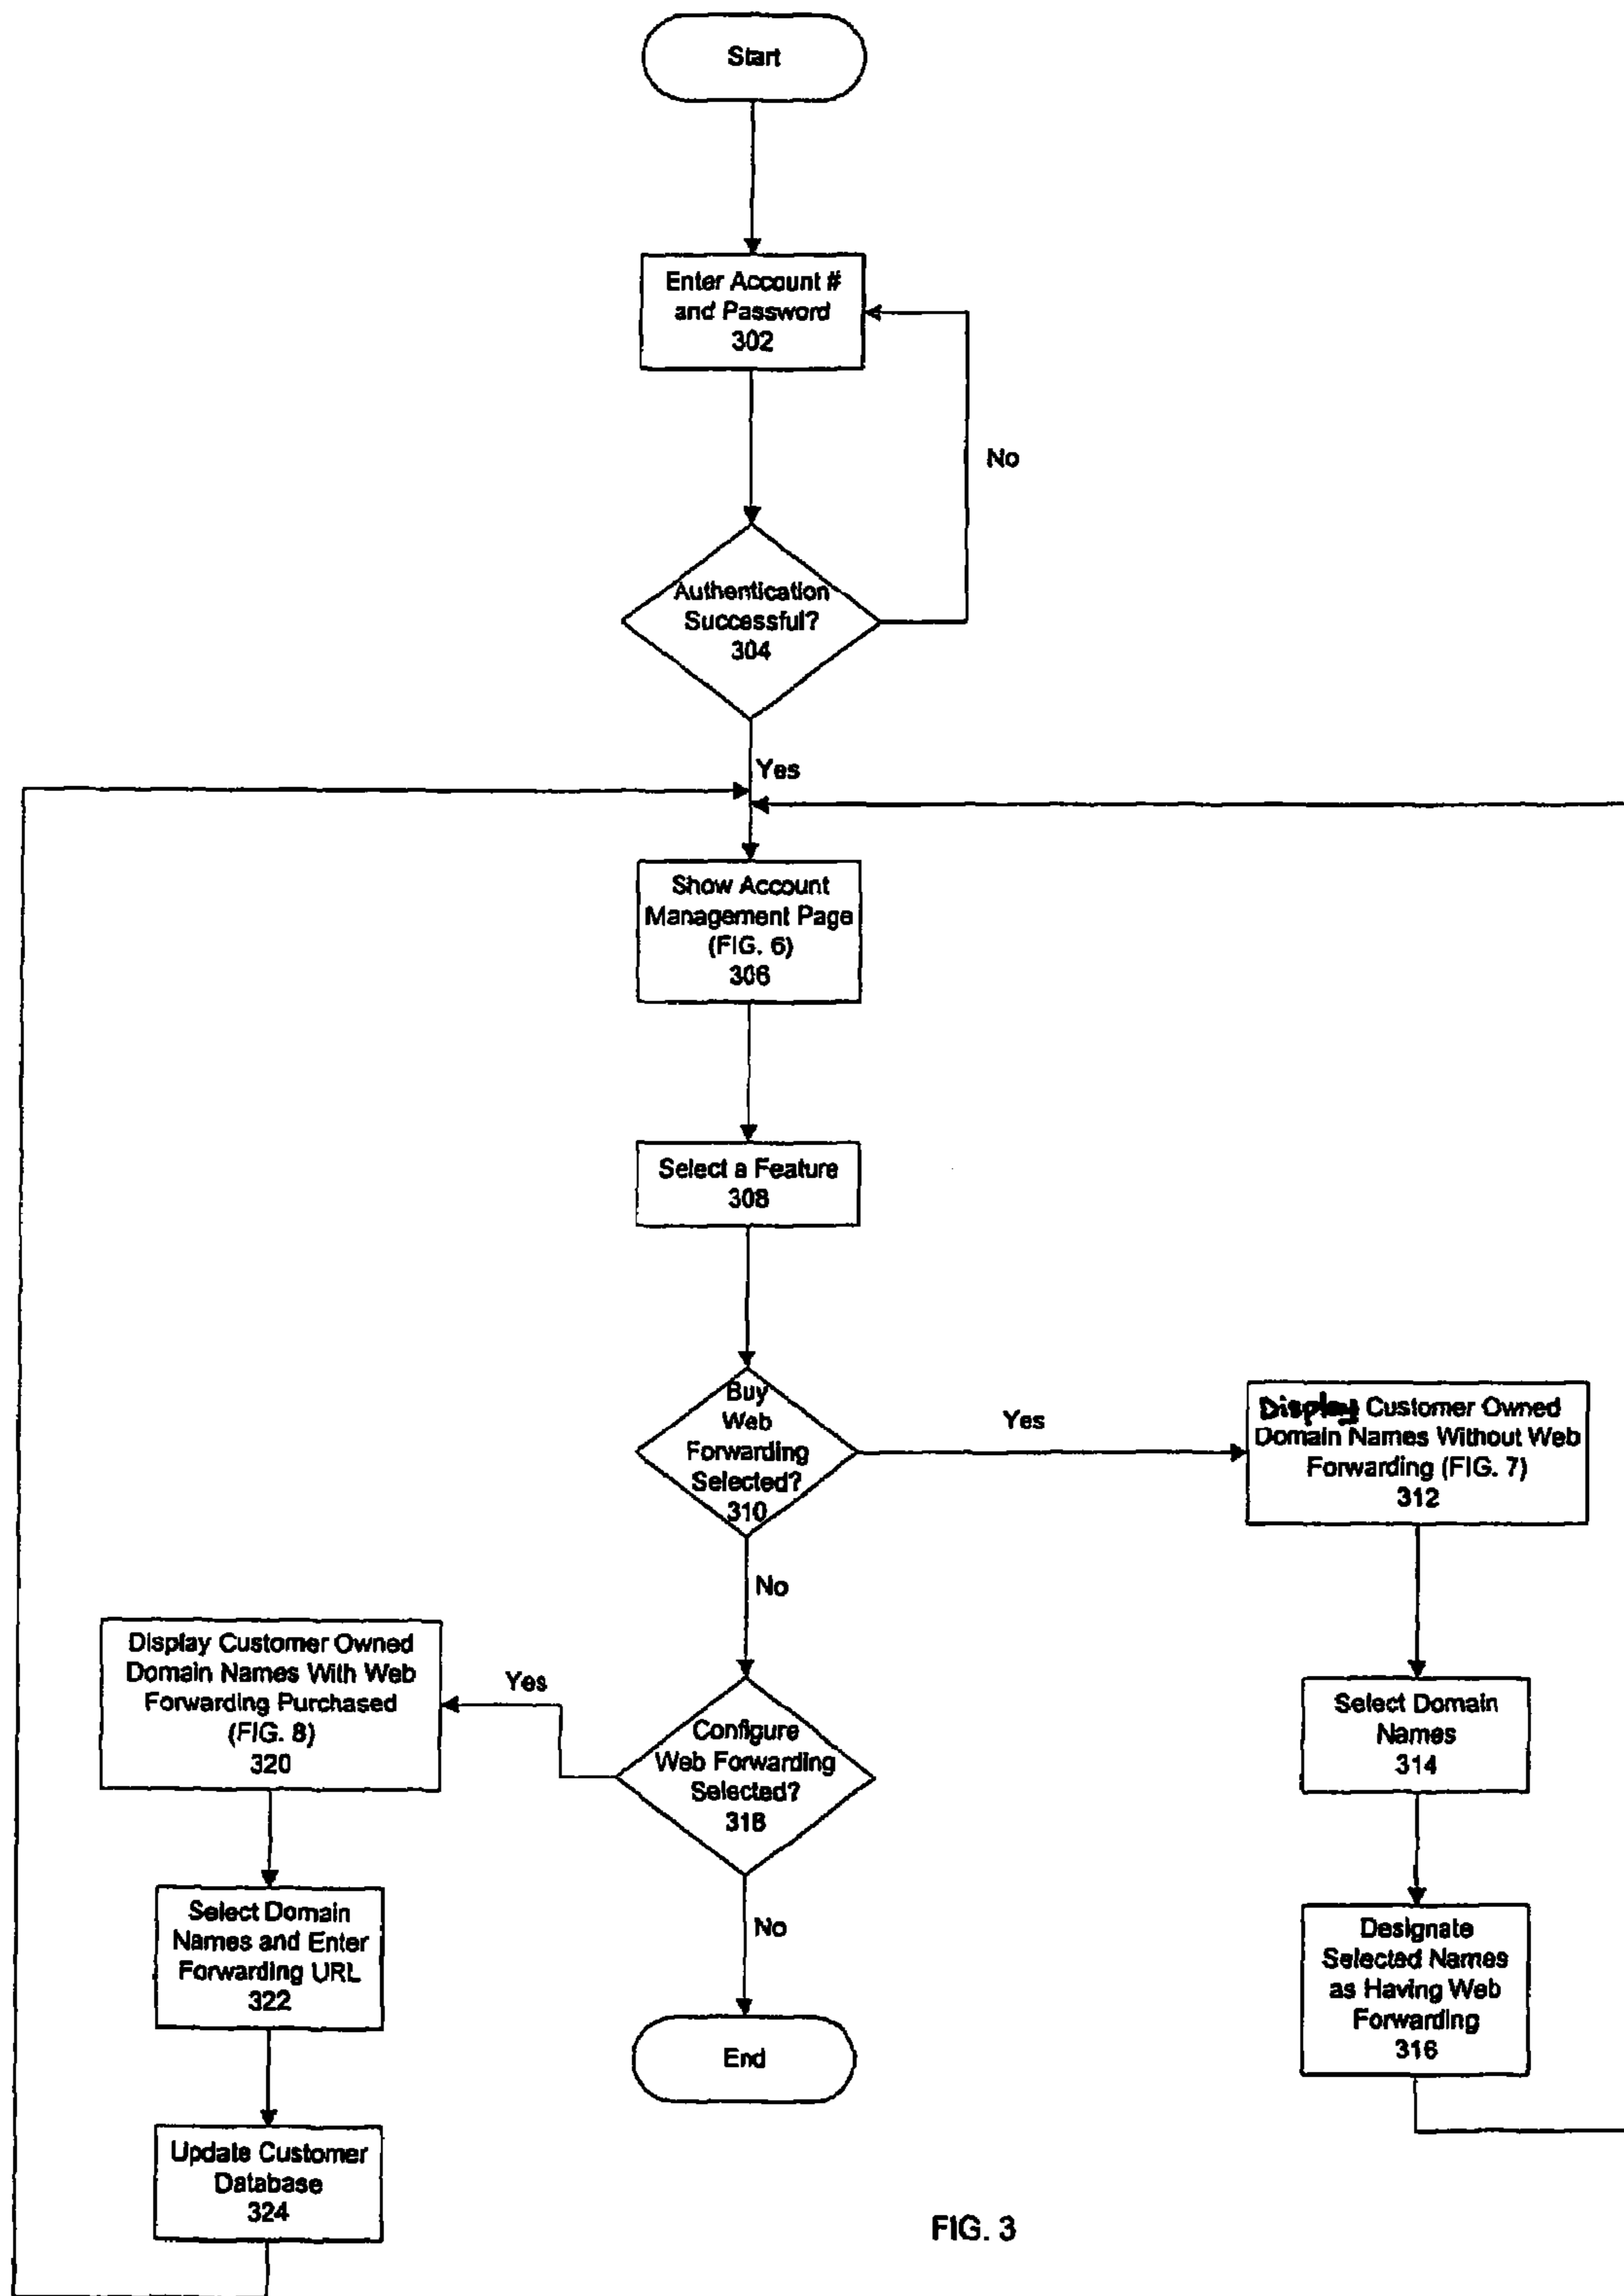 Start
Enter Account #
and Password
302
No
Authentication
Successful?
304
Yes
Show Account
Management Page
(FIG. 6)
306
Select a Feature
308
Buy
Web
Forwarding
Selected?
310
Yes
Display Customer Owned
Domain Names Without Web
Forwarding (FIG. 7)
312
No
Select Domain
Names
314
Designate
Selected Names
as Having Web
Forwarding
316
Configure
Web Forwarding
Selected?
318
Yes
Display Customer Owned
Domain Names With Web
Forwarding Purchased
(FIG. 8)
320
Select Domain
Names and Enter
Forwarding URL
322
Update Customer
Database
324
No
End
FIG. 3